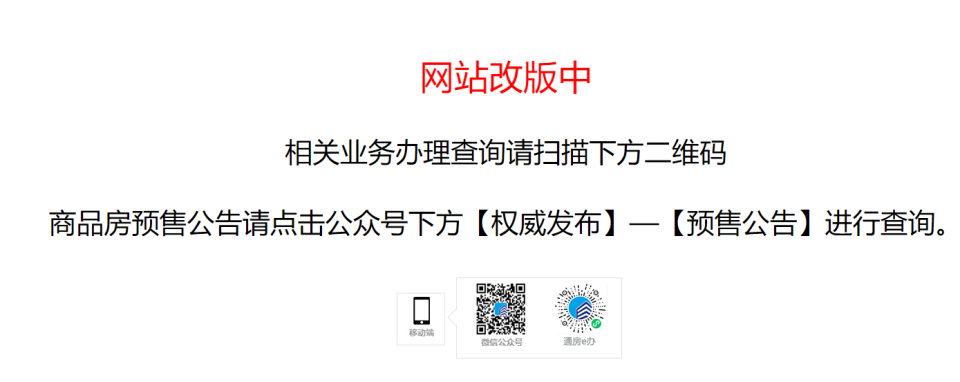 网站改版中
相关业务办理查询请扫描下方二维码
商品房预售公告请点击公众号下方【权威发布】—【预售公告】进行查询。
移动端
微信公众号
通房e办